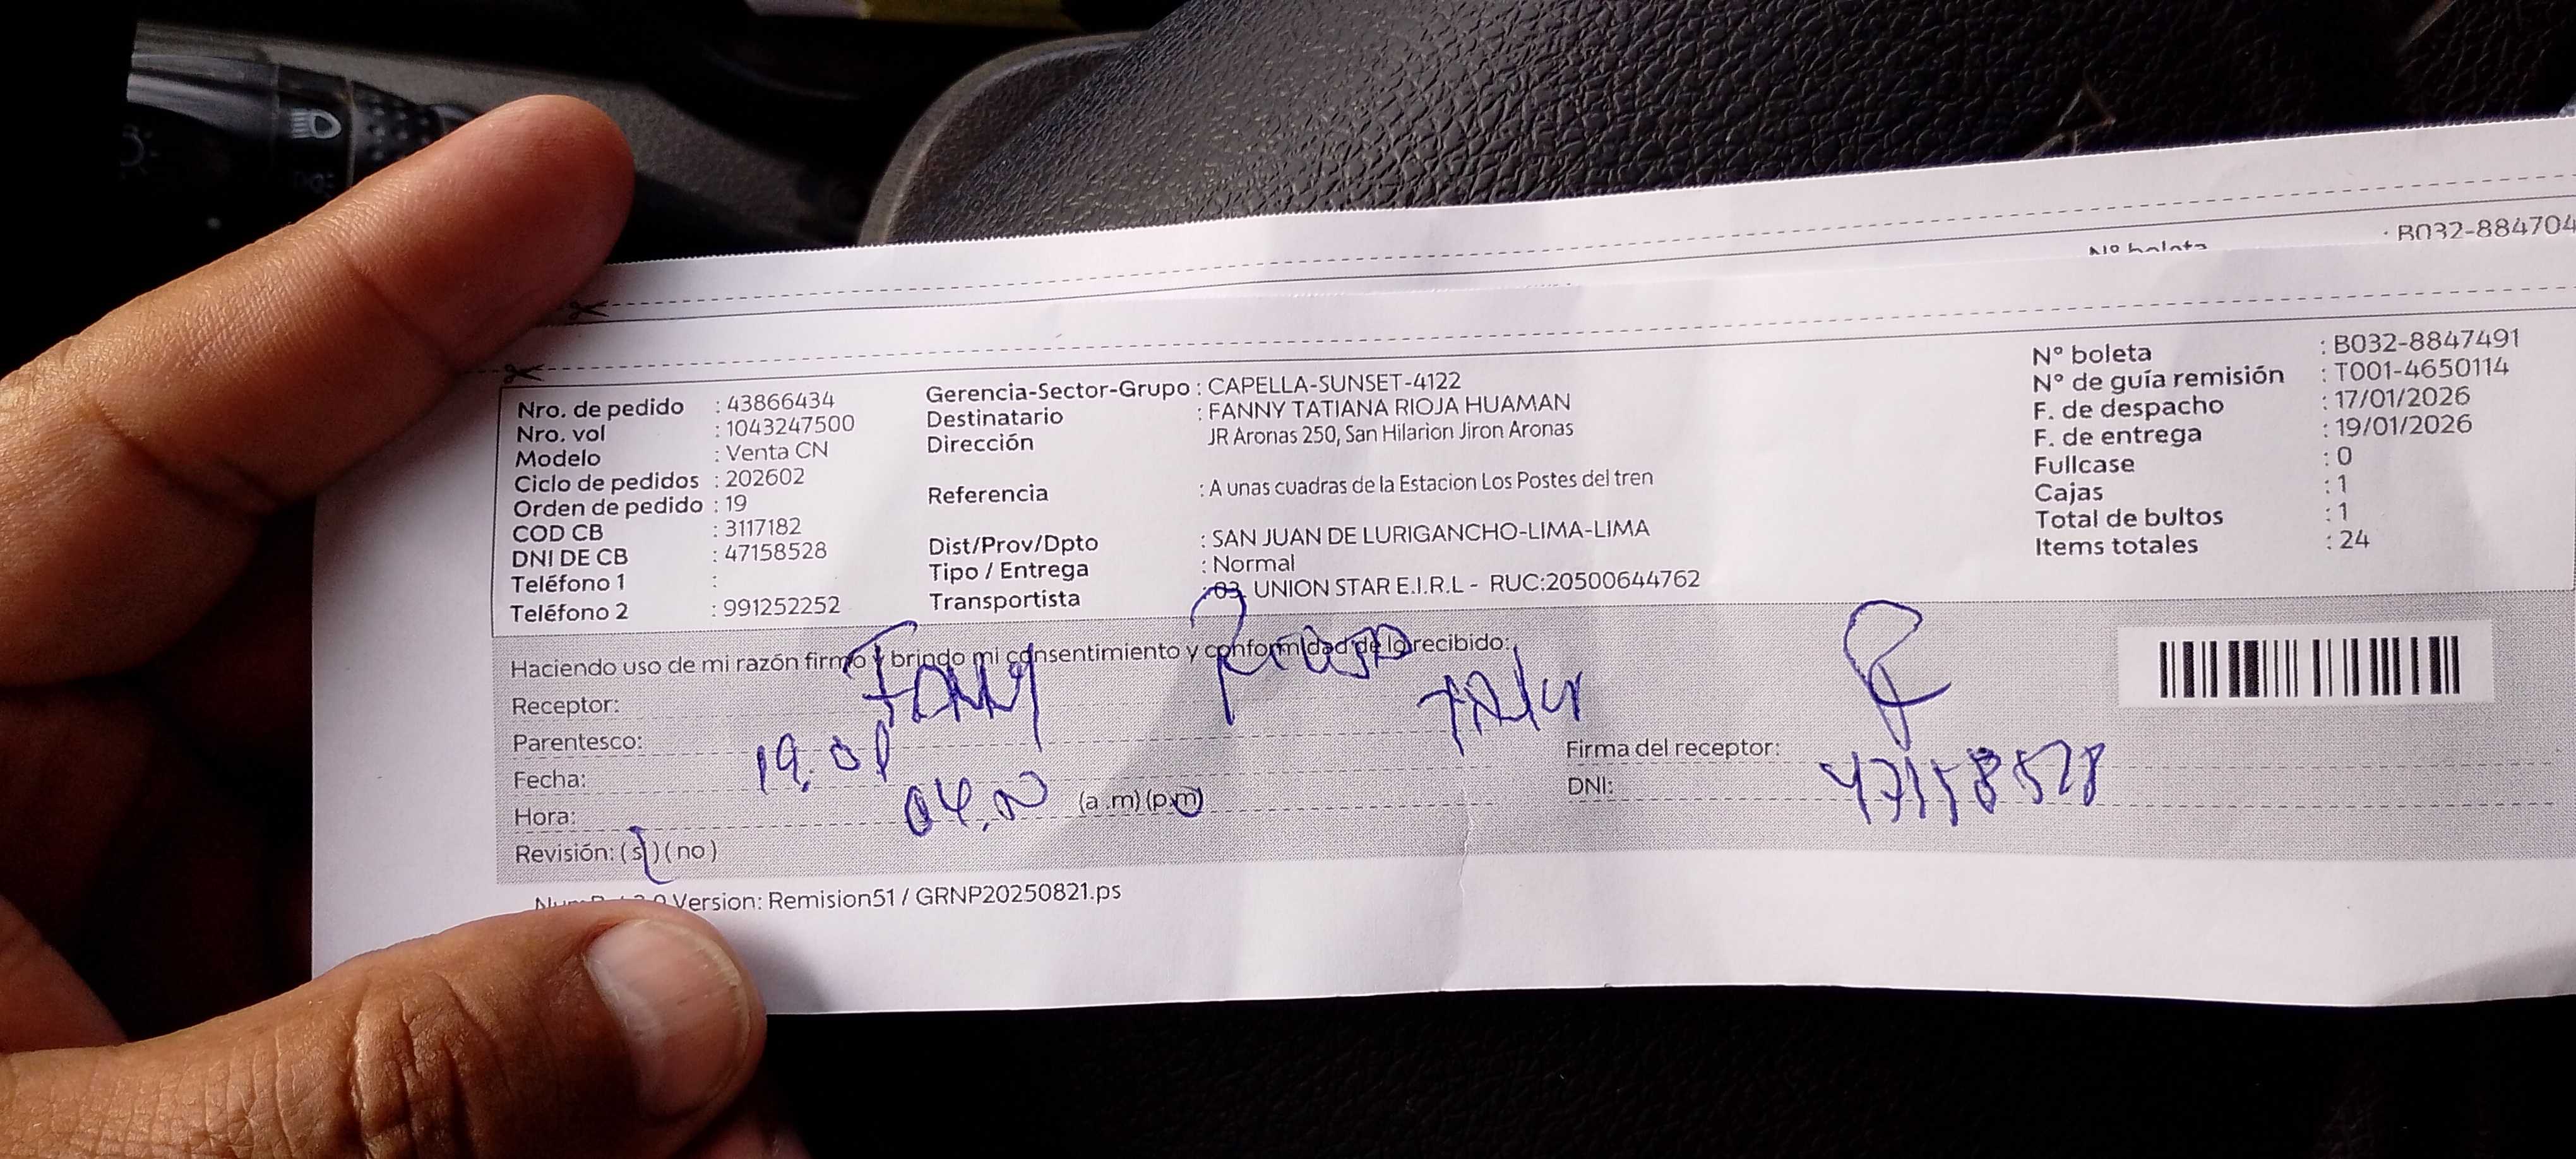 · B032-884704
Nº boleta
Nro. de pedido : 43866434
Nro. vol : 1043247500
Modelo : Venta CN
Ciclo de pedidos : 202602
Orden de pedido : 19
COD CB : 3117182
DNI DE CB : 47158528
Teléfono 1 :
Teléfono 2 : 991252252
Gerencia-Sector-Grupo : CAPELLA-SUNSET-4122
Destinatario : FANNY TATIANA RIOJA HUAMAN
Dirección JR Aronas 250, San Hilarion Jiron Aronas
Referencia : A unas cuadras de la Estacion Los Postes del tren
Dist/Prov/Dpto : SAN JUAN DE LURIGANCHO-LIMA-LIMA
Tipo / Entrega : Normal
Transportista : 03 UNION STAR E.I.R.L - RUC:20500644762
Nº boleta : B032-8847491
Nº de guía remisión : T001-4650114
F. de despacho : 17/01/2026
F. de entrega : 19/01/2026
Fullcase : 0
Cajas : 1
Total de bultos : 1
Items totales : 24
Haciendo uso de mi razón firmo y brindo mi consentimiento y conformidad de lo recibido:
Receptor: FANNY
Parentesco:
Fecha: 19.01
Hora: 04.00 (a .m) (p.m)
Revisión: (si) (no)
Firma del receptor:
DNI: 47158528
Version: Remision51 / GRNP20250821.ps